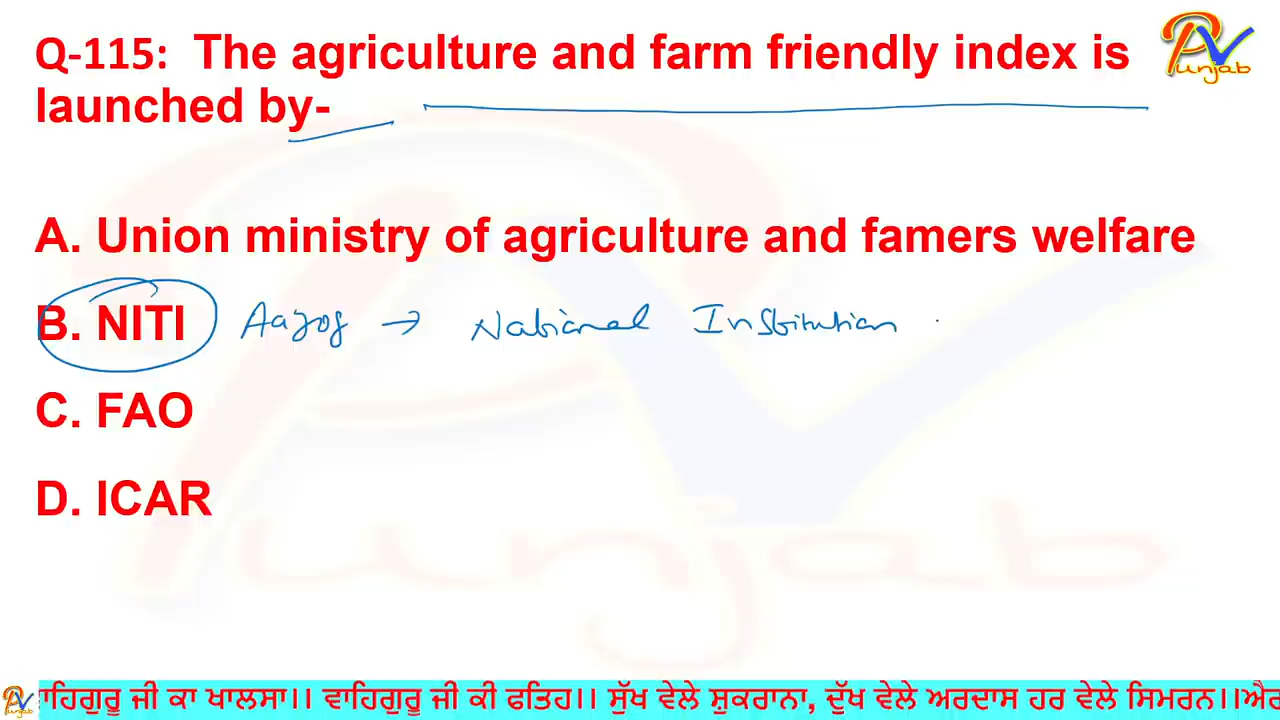 Q-115: The agriculture and farm friendly index is
launched by-
A. Union ministry of agriculture and famers welfare
B. NITI Aayog → National Institution
C. FAO
D. ICAR
Punjab
ਵਾਹਿਗੁਰੂ ਜੀ ਕਾ ਖਾਲਸਾ।। ਵਾਹਿਗੁਰੂ ਜੀ ਕੀ ਫਤਿਹ।। ਸੁੱਖ ਵੇਲੇ ਸ਼ੁਕਰਾਨਾ, ਦੁੱਖ ਵੇਲੇ ਅਰਦਾਸ ਹਰ ਵੇਲੇ ਸਿਮਰਨ।।